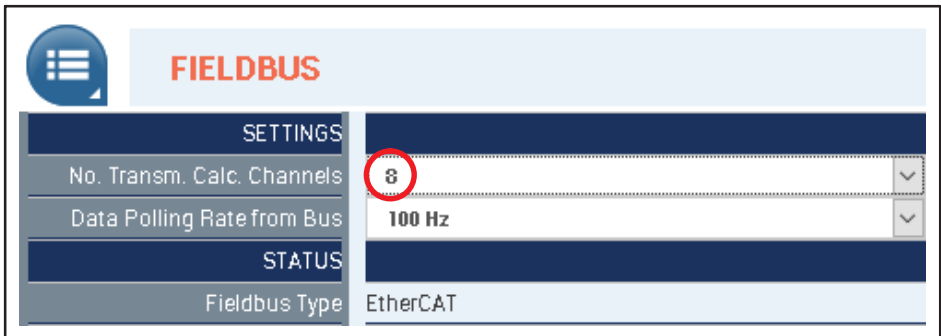 FIELDBUS
SETTINGS
No. Transm. Calc. Channels 8
Data Polling Rate from Bus 100 Hz
STATUS
Fieldbus Type EtherCAT